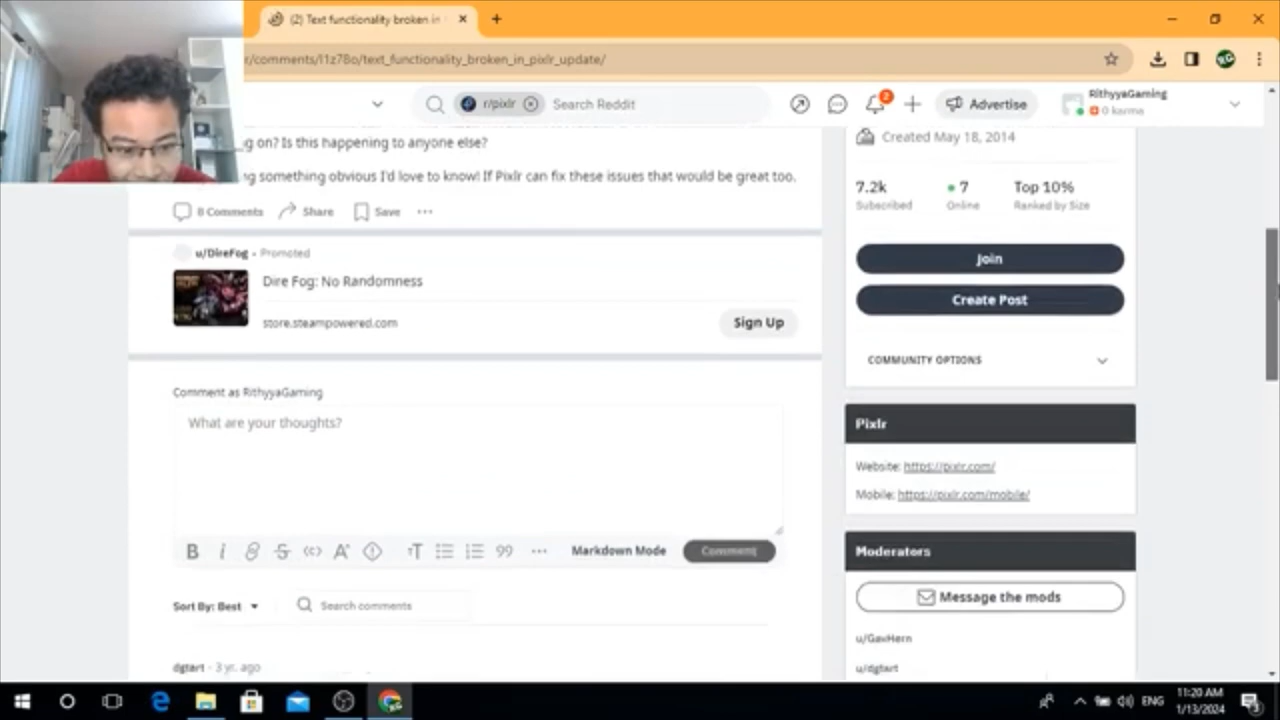 (2) Text functionality broken in
r/comments/l1z78o/text_functionality_broken_in_pixlr_update/
r/pixlr
Search Reddit
2
Advertise
RithyyaGaming
0 karma
g on? Is this happening to anyone else?
g something obvious I'd love to know! If Pixlr can fix these issues that would be great too.
8 Comments Share Save
u/DireFog • Promoted
Dire Fog: No Randomness
store.steampowered.com
Sign Up
Comment as RithyyaGaming
What are your thoughts?
Markdown Mode
Comment
Sort By: Best
Search comments
dgtart · 3 yr. ago
Created May 18, 2014
7.2k 7 Top 10%
Subscribed Online Ranked by Size
Join
Create Post
COMMUNITY OPTIONS
Pixlr
Website: https://pixlr.com/
Mobile: https://pixlr.com/mobile/
Moderators
Message the mods
u/GavHern
u/dgtart
ENG
11:20 AM
1/13/2024